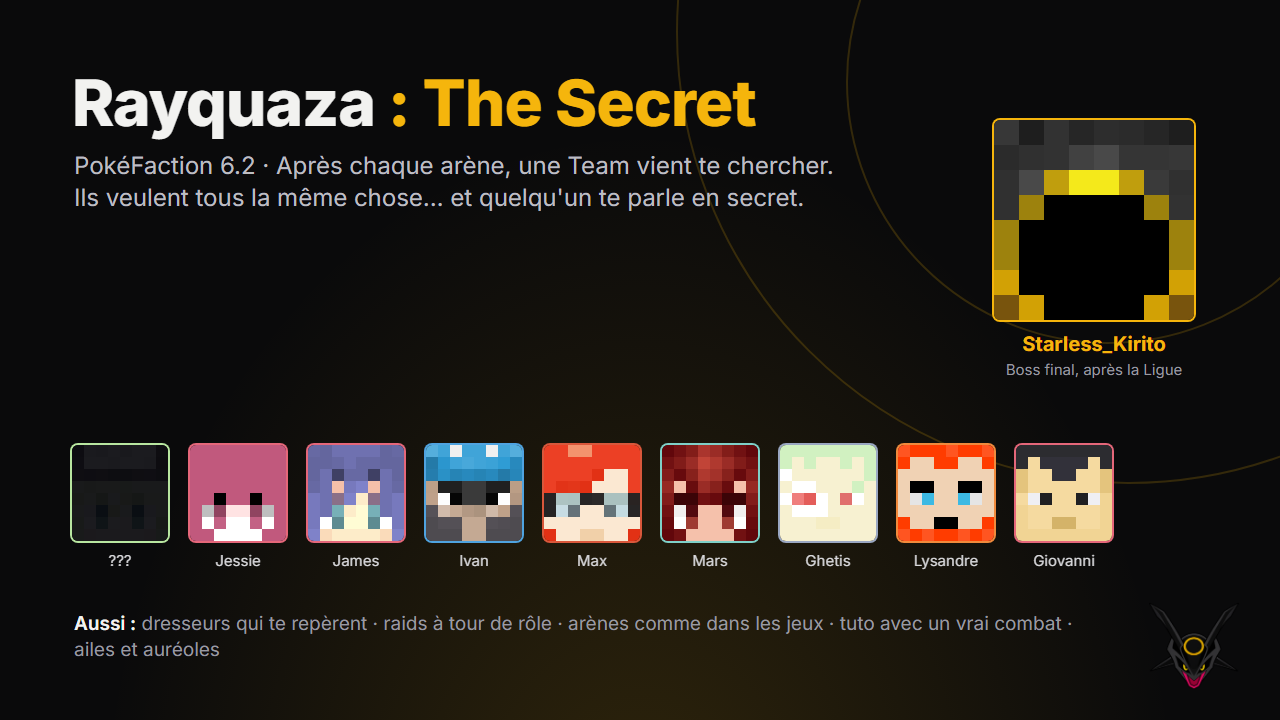 Rayquaza : The Secret
PokéFaction 6.2 · Après chaque arène, une Team vient te chercher.
Ils veulent tous la même chose... et quelqu'un te parle en secret.
Starless_Kirito
Boss final, après la Ligue
???
Jessie
James
Ivan
Max
Mars
Ghetis
Lysandre
Giovanni
Aussi : dresseurs qui te repèrent · raids à tour de rôle · arènes comme dans les jeux · tuto avec un vrai combat ·
ailes et auréoles